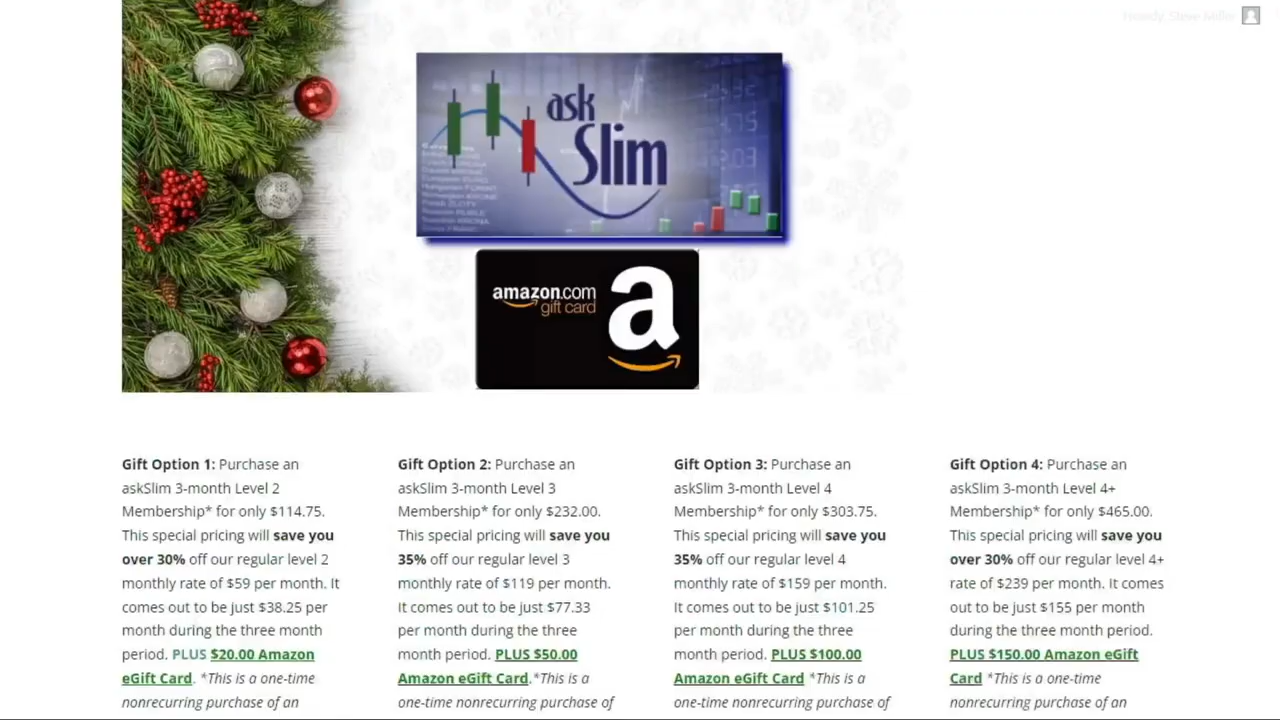 Howdy, Steve Miller
ask
Slim
amazon.com
gift card
a
Gift Option 1: Purchase an
askSlim 3-month Level 2
Membership* for only $114.75.
This special pricing will save you
over 30% off our regular level 2
monthly rate of $59 per month. It
comes out to be just $38.25 per
month during the three month
period. PLUS $20.00 Amazon
eGift Card. *This is a one-time
nonrecurring purchase of an
Gift Option 2: Purchase an
askSlim 3-month Level 3
Membership* for only $232.00.
This special pricing will save you
35% off our regular level 3
monthly rate of $119 per month.
It comes out to be just $77.33
per month during the three
month period. PLUS $50.00
Amazon eGift Card.*This is a
one-time nonrecurring purchase of
Gift Option 3: Purchase an
askSlim 3-month Level 4
Membership* for only $303.75.
This special pricing will save you
35% off our regular level 4
monthly rate of $159 per month.
It comes out to be just $101.25
per month during the three
month period. PLUS $100.00
Amazon eGift Card *This is a
one-time nonrecurring purchase of
Gift Option 4: Purchase an
askSlim 3-month Level 4+
Membership* for only $465.00.
This special pricing will save you
over 30% off our regular level 4+
rate of $239 per month. It comes
out to be just $155 per month
during the three month period.
PLUS $150.00 Amazon eGift
Card *This is a one-time
nonrecurring purchase of an